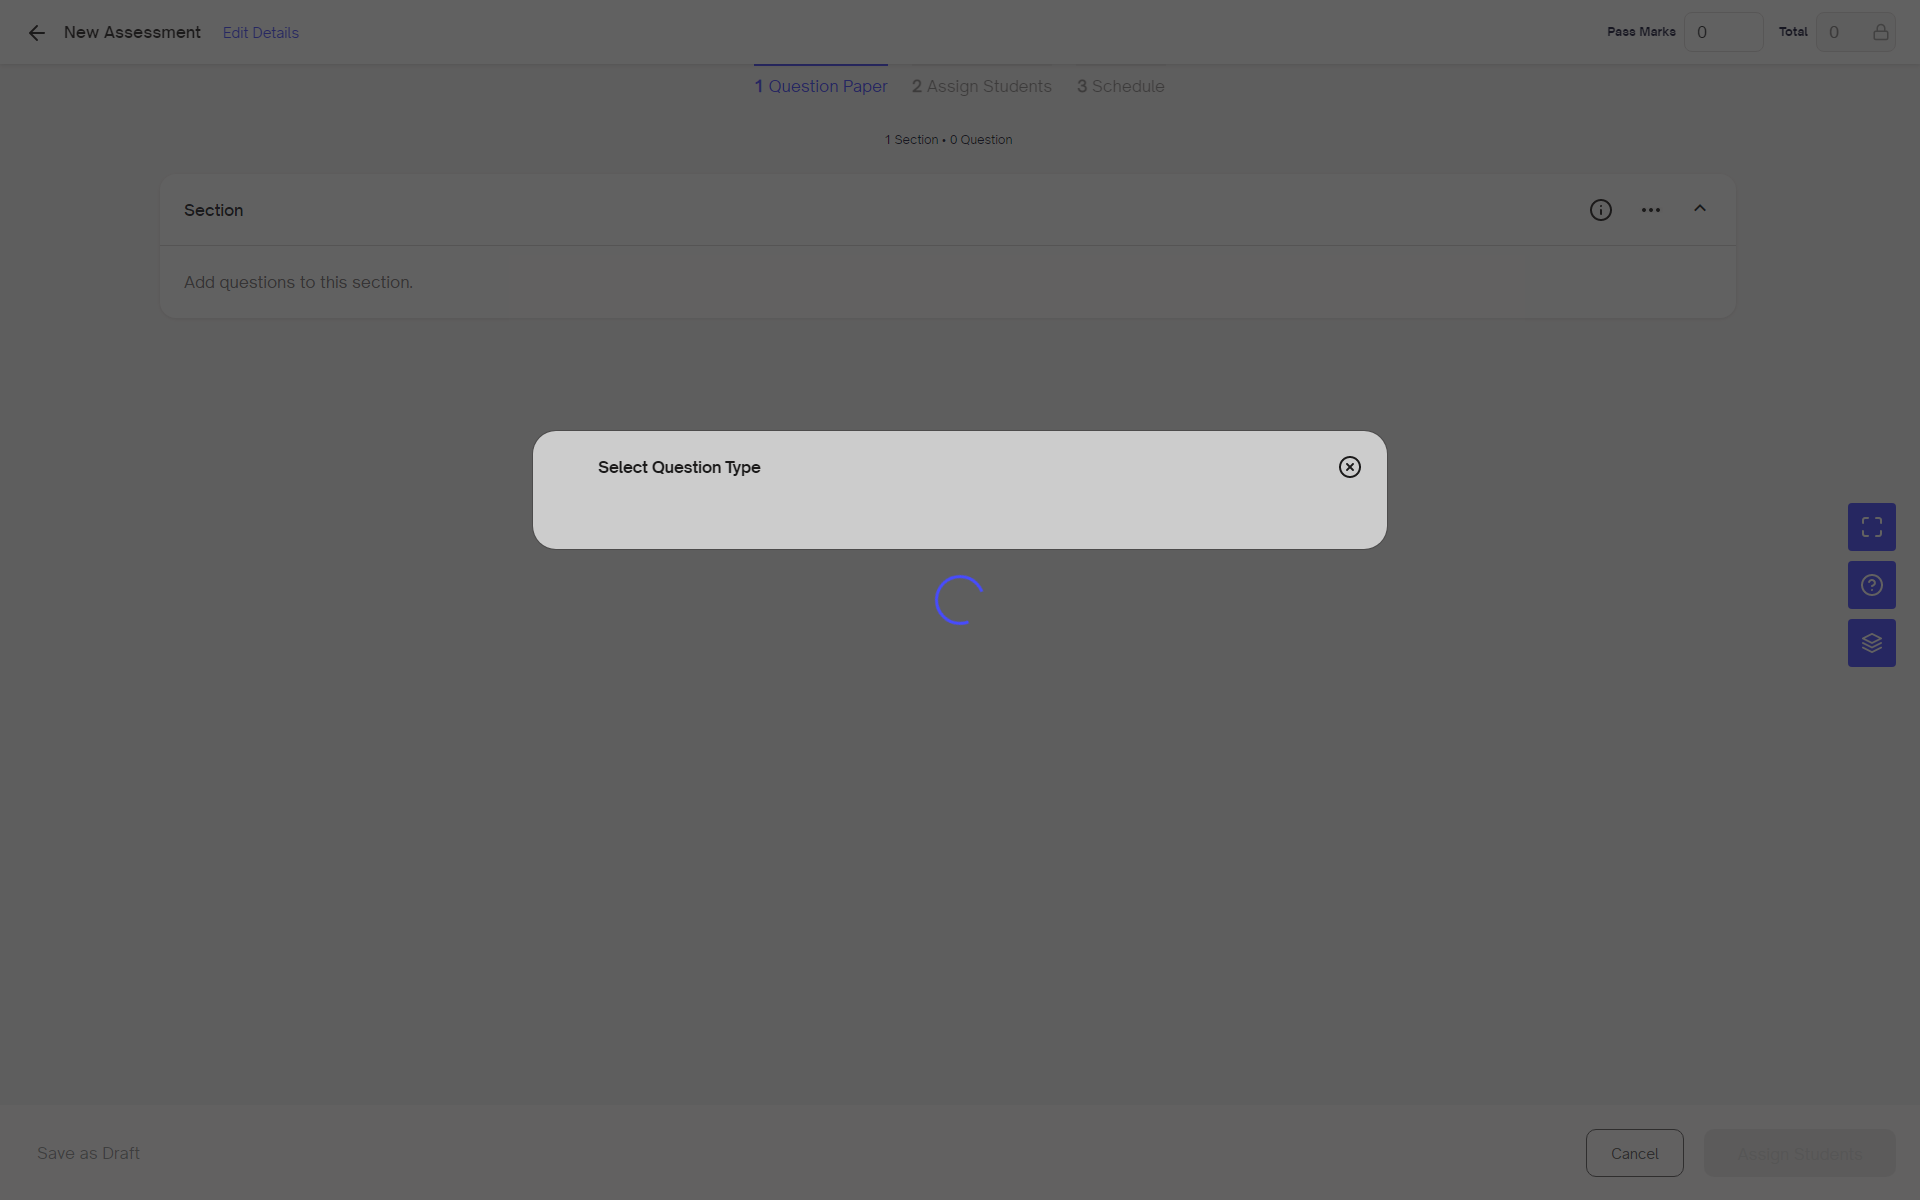 New Assessment
Edit Details
Pass Marks
0
Total
0
1 Question Paper
2 Assign Students
3 Schedule
1 Section • 0 Question
Section
Add questions to this section.
Select Question Type
Save as Draft
Cancel
Assign Students